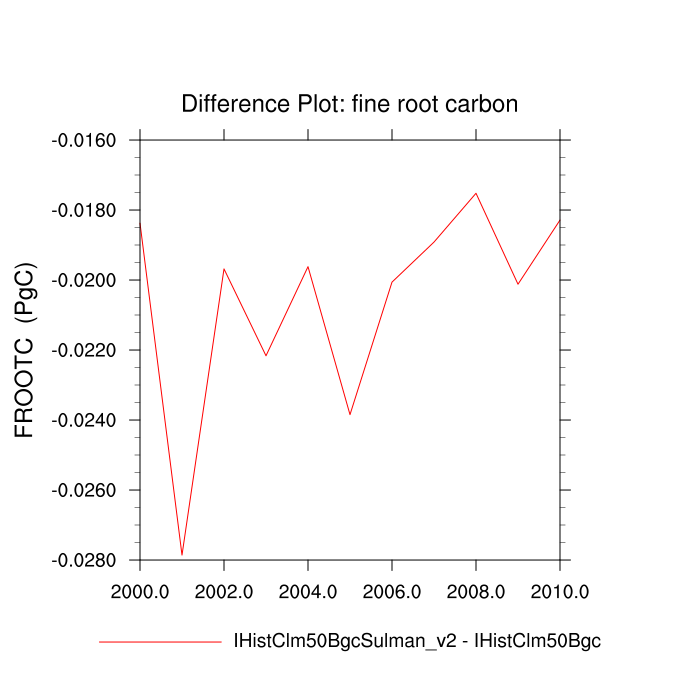 Difference Plot: fine root carbon
FROOTC (PgC)
-0.0160
-0.0180
-0.0200
-0.0220
-0.0240
-0.0260
-0.0280
2000.0 2002.0 2004.0 2006.0 2008.0 2010.0
IHistClm50BgcSulman_v2 - IHistClm50Bgc